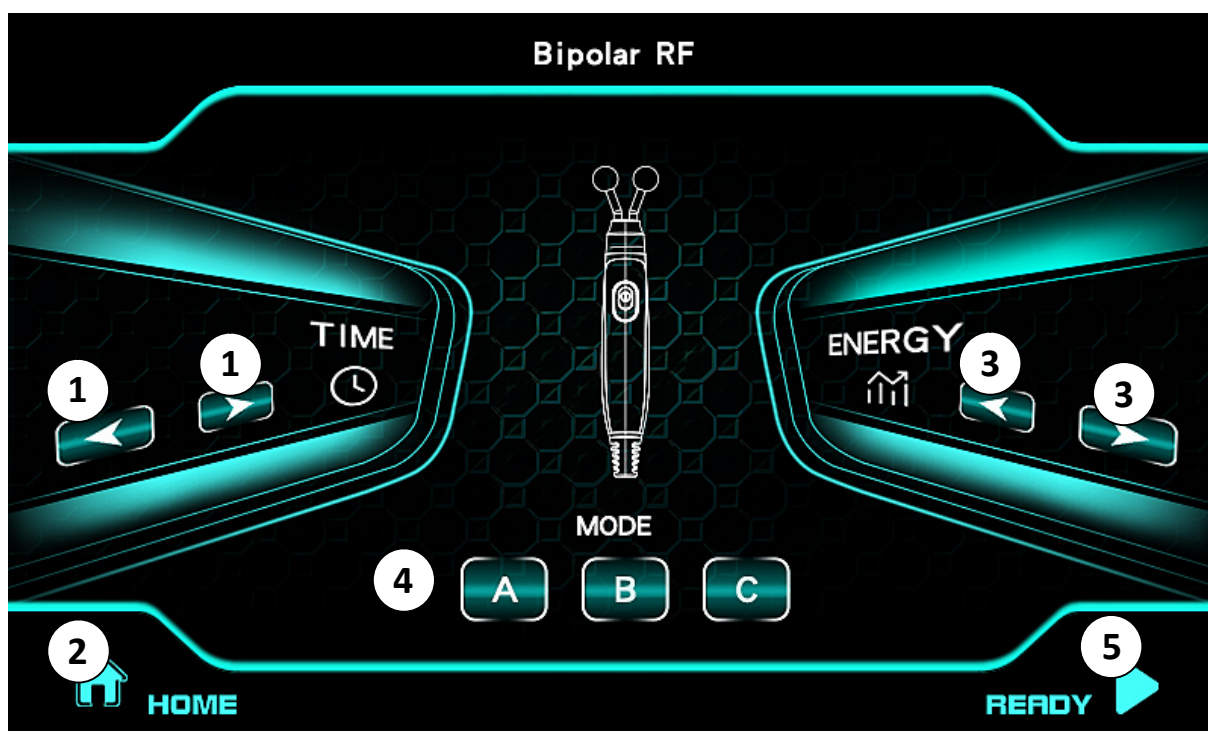 Bipolar RF
TIME
1
1
ENERGY
3
3
MODE
4
A B C
2
HOME
5
READY